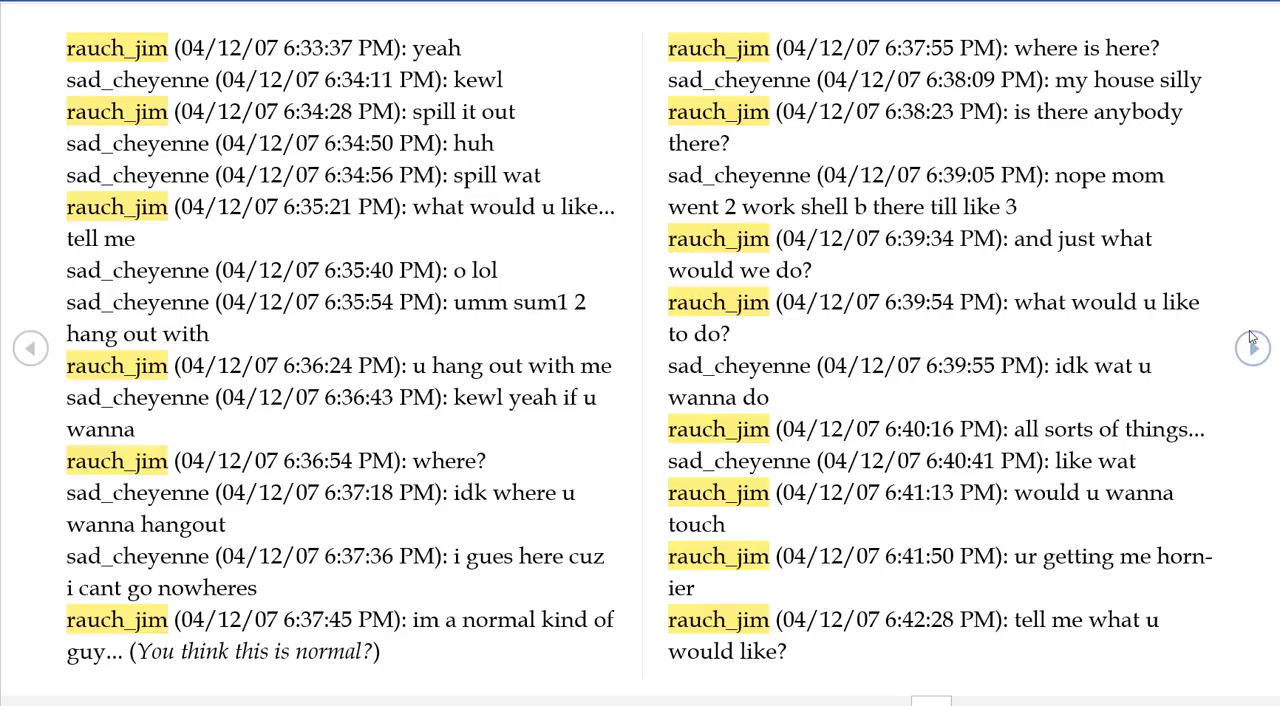 rauch_jim (04/12/07 6:33:37 PM): yeah
sad_cheyenne (04/12/07 6:34:11 PM): kewl
rauch_jim (04/12/07 6:34:28 PM): spill it out
sad_cheyenne (04/12/07 6:34:50 PM): huh
sad_cheyenne (04/12/07 6:34:56 PM): spill wat
rauch_jim (04/12/07 6:35:21 PM): what would u like...
tell me
sad_cheyenne (04/12/07 6:35:40 PM): o lol
sad_cheyenne (04/12/07 6:35:54 PM): umm sum1 2
hang out with
rauch_jim (04/12/07 6:36:24 PM): u hang out with me
sad_cheyenne (04/12/07 6:36:43 PM): kewl yeah if u
wanna
rauch_jim (04/12/07 6:36:54 PM): where?
sad_cheyenne (04/12/07 6:37:18 PM): idk where u
wanna hangout
sad_cheyenne (04/12/07 6:37:36 PM): i gues here cuz
i cant go nowheres
rauch_jim (04/12/07 6:37:45 PM): im a normal kind of
guy... (You think this is normal?)
rauch_jim (04/12/07 6:37:55 PM): where is here?
sad_cheyenne (04/12/07 6:38:09 PM): my house silly
rauch_jim (04/12/07 6:38:23 PM): is there anybody
there?
sad_cheyenne (04/12/07 6:39:05 PM): nope mom
went 2 work shell b there till like 3
rauch_jim (04/12/07 6:39:34 PM): and just what
would we do?
rauch_jim (04/12/07 6:39:54 PM): what would u like
to do?
sad_cheyenne (04/12/07 6:39:55 PM): idk wat u
wanna do
rauch_jim (04/12/07 6:40:16 PM): all sorts of things...
sad_cheyenne (04/12/07 6:40:41 PM): like wat
rauch_jim (04/12/07 6:41:13 PM): would u wanna
touch
rauch_jim (04/12/07 6:41:50 PM): ur getting me horn-
ier
rauch_jim (04/12/07 6:42:28 PM): tell me what u
would like?